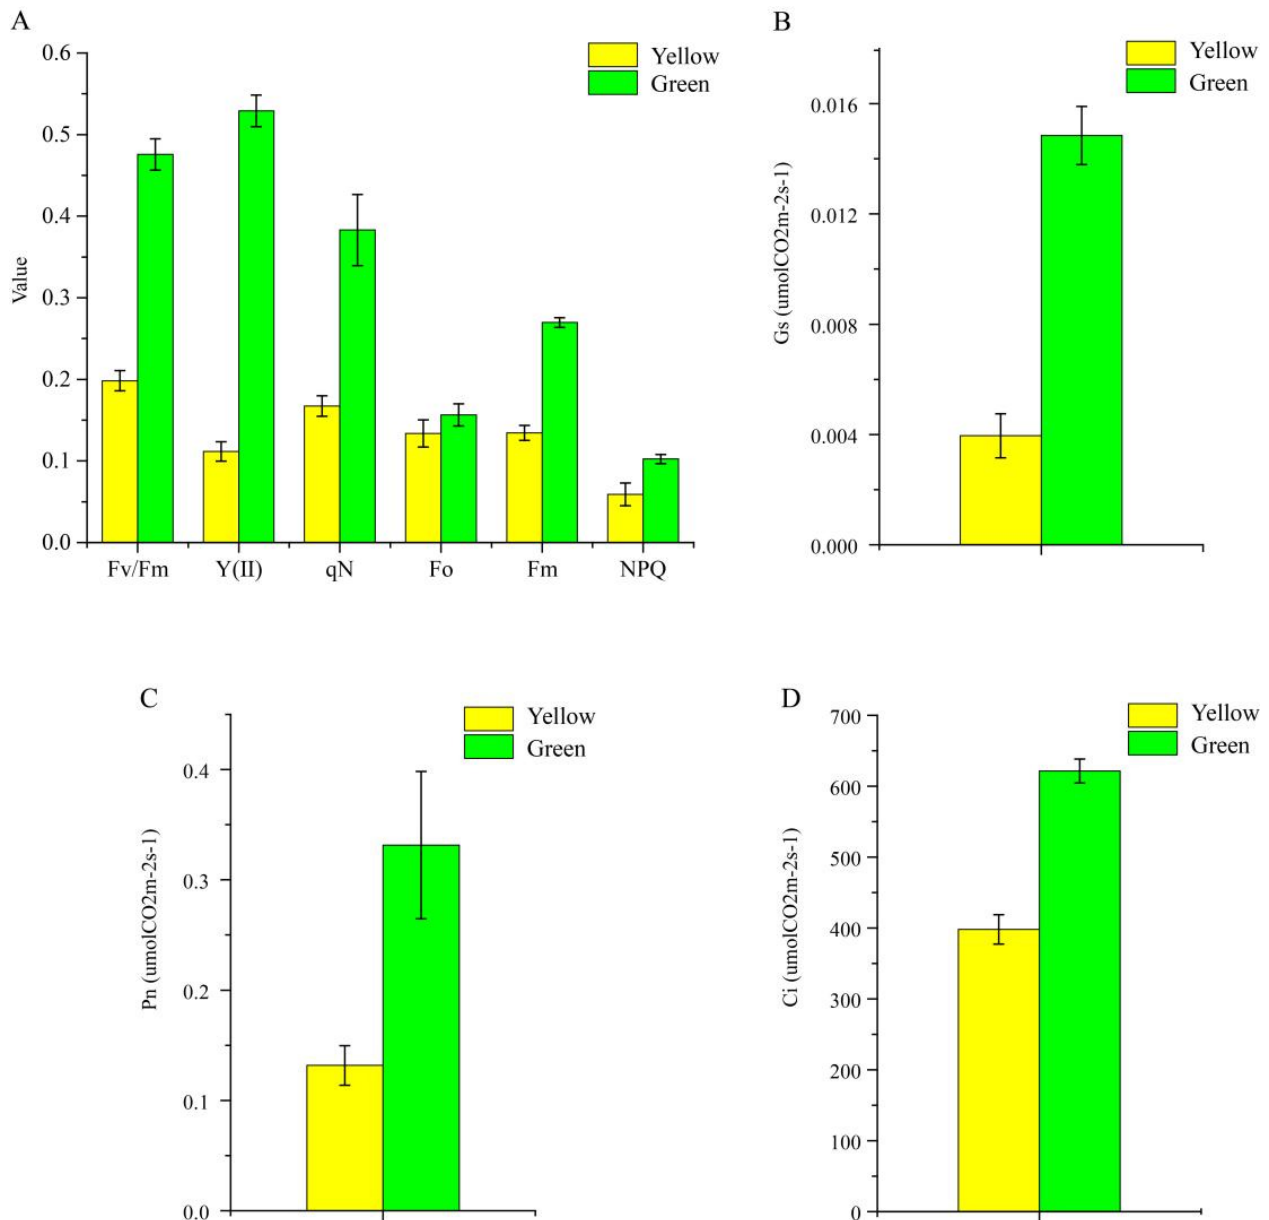 A
Yellow
Green
0.6
0.5
0.4
0.3
0.2
0.1
0.0
Value
Fv/Fm Y(II) qN Fo Fm NPQ
B
Yellow
Green
0.016
0.012
0.008
0.004
0.000
Gs (umolCO2m-2s-1)
C
Yellow
Green
0.4
0.3
0.2
0.1
0.0
Pn (umolCO2m-2s-1)
D
Yellow
Green
700
600
500
400
300
200
100
0
Ci (umolCO2m-2s-1)